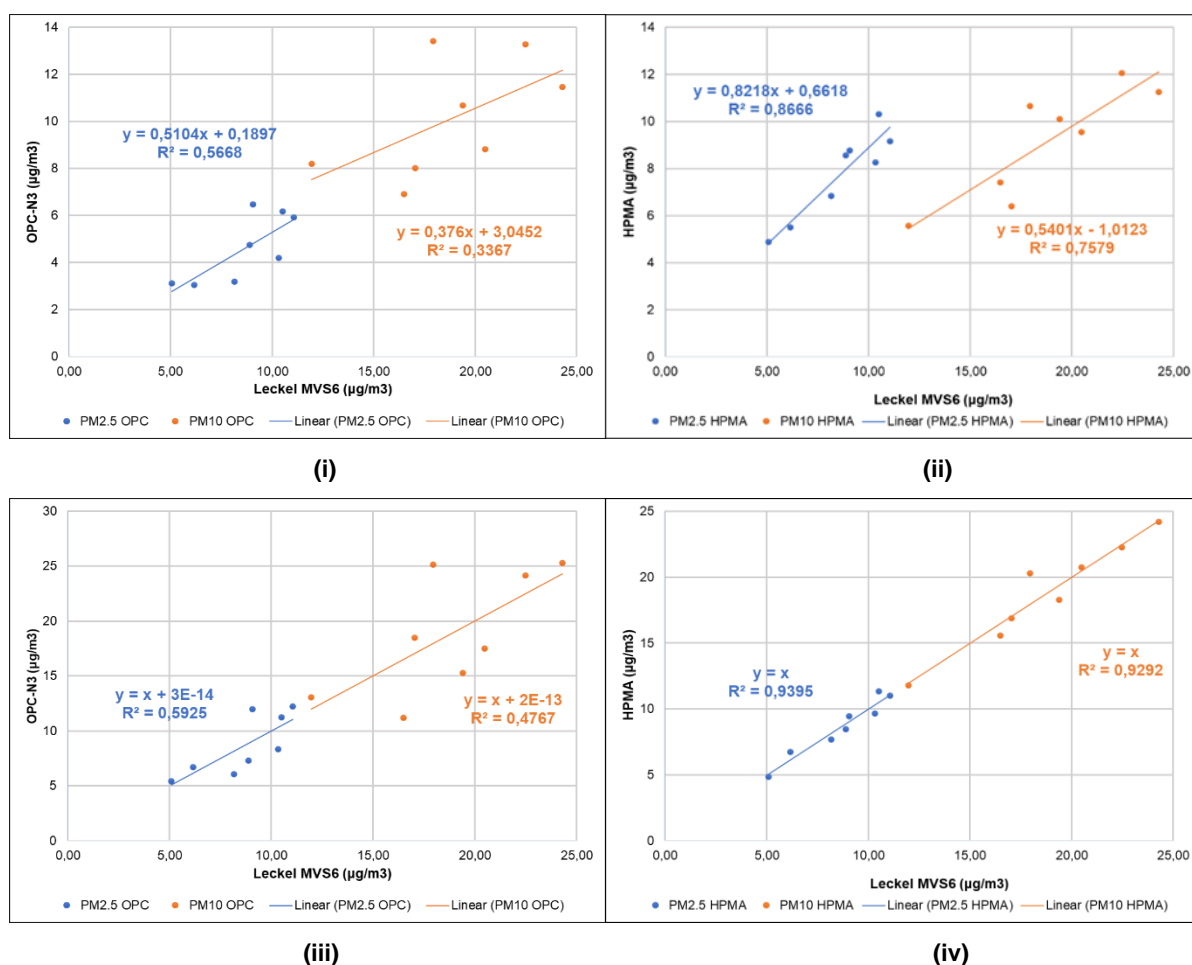 14
12
10
8
6
4
2
0
OPC-N3 (µg/m3)
y = 0,5104x + 0,1897
R² = 0,5668
y = 0,376x + 3,0452
R² = 0,3367
0,00 5,00 10,00 15,00 20,00 25,00
Leckel MVS6 (µg/m3)
PM2.5 OPC PM10 OPC Linear (PM2.5 OPC) Linear (PM10 OPC)
(i)
14
12
10
8
6
4
2
0
HPMA (µg/m3)
y = 0,8218x + 0,6618
R² = 0,8666
y = 0,5401x - 1,0123
R² = 0,7579
0,00 5,00 10,00 15,00 20,00 25,00
Leckel MVS6 (µg/m3)
PM2.5 HPMA PM10 HPMA Linear (PM2.5 HPMA) Linear (PM10 HPMA)
(ii)
30
25
20
15
10
5
0
OPC-N3 (µg/m3)
y = x + 3E-14
R² = 0,5925
y = x + 2E-13
R² = 0,4767
0,00 5,00 10,00 15,00 20,00 25,00
Leckel MVS6 (µg/m3)
PM2.5 OPC PM10 OPC Linear (PM2.5 OPC) Linear (PM10 OPC)
(iii)
25
20
15
10
5
0
HPMA (µg/m3)
y = x
R² = 0,9395
y = x
R² = 0,9292
0,00 5,00 10,00 15,00 20,00 25,00
Leckel MVS6 (µg/m3)
PM2.5 HPMA PM10 HPMA Linear (PM2.5 HPMA) Linear (PM10 HPMA)
(iv)